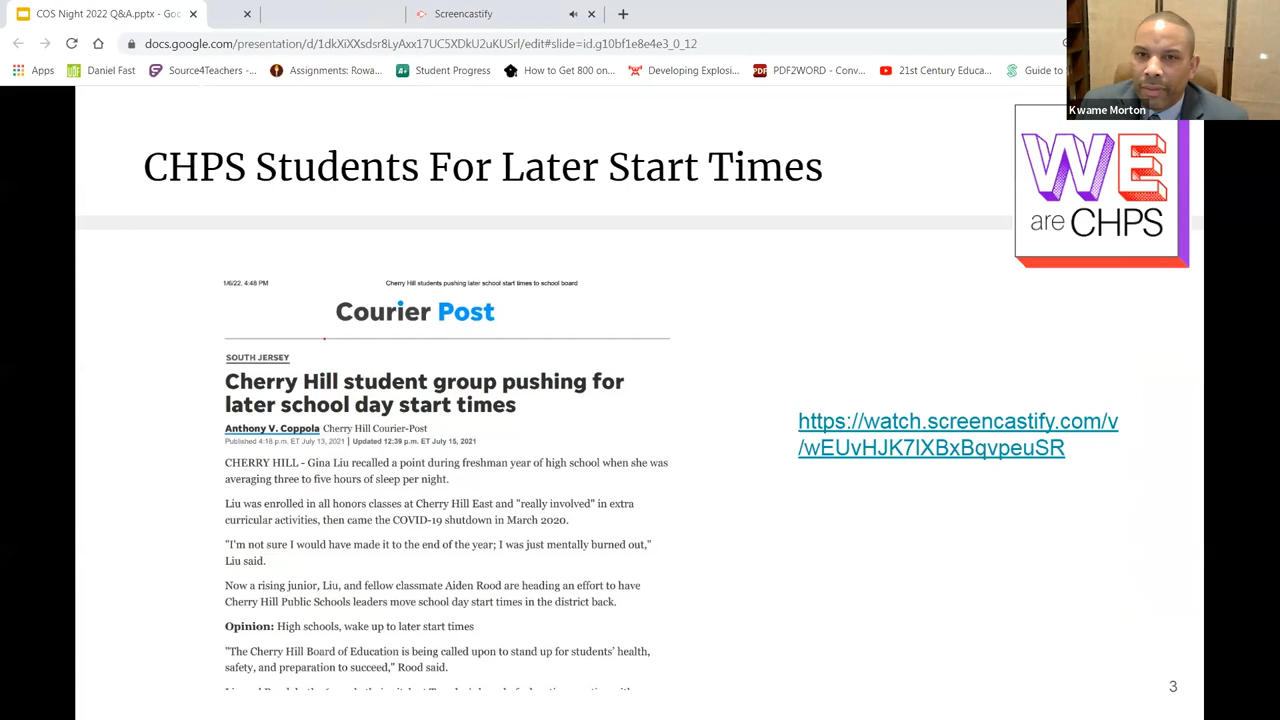 COS Night 2022 Q&A.pptx - Goo
Screencastify
docs.google.com/presentation/d/1dkXiXXsdsr8LyAxx17UC5XDkU2uKUSrl/edit#slide=id.g10bf1e8e4e3_0_12
Apps
Daniel Fast
Source4Teachers -...
Assignments: Rowa...
Student Progress
How to Get 800 on...
Developing Explosi...
PDF2WORD - Conv...
21st Century Educa...
Guide to
Kwame Morton
CHPS Students For Later Start Times
WE
are CHPS
1/6/22, 4:48 PM
Cherry Hill students pushing later school start times to school board
Courier Post
SOUTH JERSEY
Cherry Hill student group pushing for
later school day start times
Anthony V. Coppola Cherry Hill Courier-Post
Published 4:18 p.m. ET July 13, 2021 | Updated 12:39 p.m. ET July 15, 2021
CHERRY HILL - Gina Liu recalled a point during freshman year of high school when she was
averaging three to five hours of sleep per night.
Liu was enrolled in all honors classes at Cherry Hill East and "really involved" in extra
curricular activities, then came the COVID-19 shutdown in March 2020.
"I'm not sure I would have made it to the end of the year; I was just mentally burned out,"
Liu said.
Now a rising junior, Liu, and fellow classmate Aiden Rood are heading an effort to have
Cherry Hill Public Schools leaders move school day start times in the district back.
Opinion: High schools, wake up to later start times
"The Cherry Hill Board of Education is being called upon to stand up for students' health,
safety, and preparation to succeed," Rood said.
https://watch.screencastify.com/v
/wEUvHJK7IXBxBqvpeuSR
3